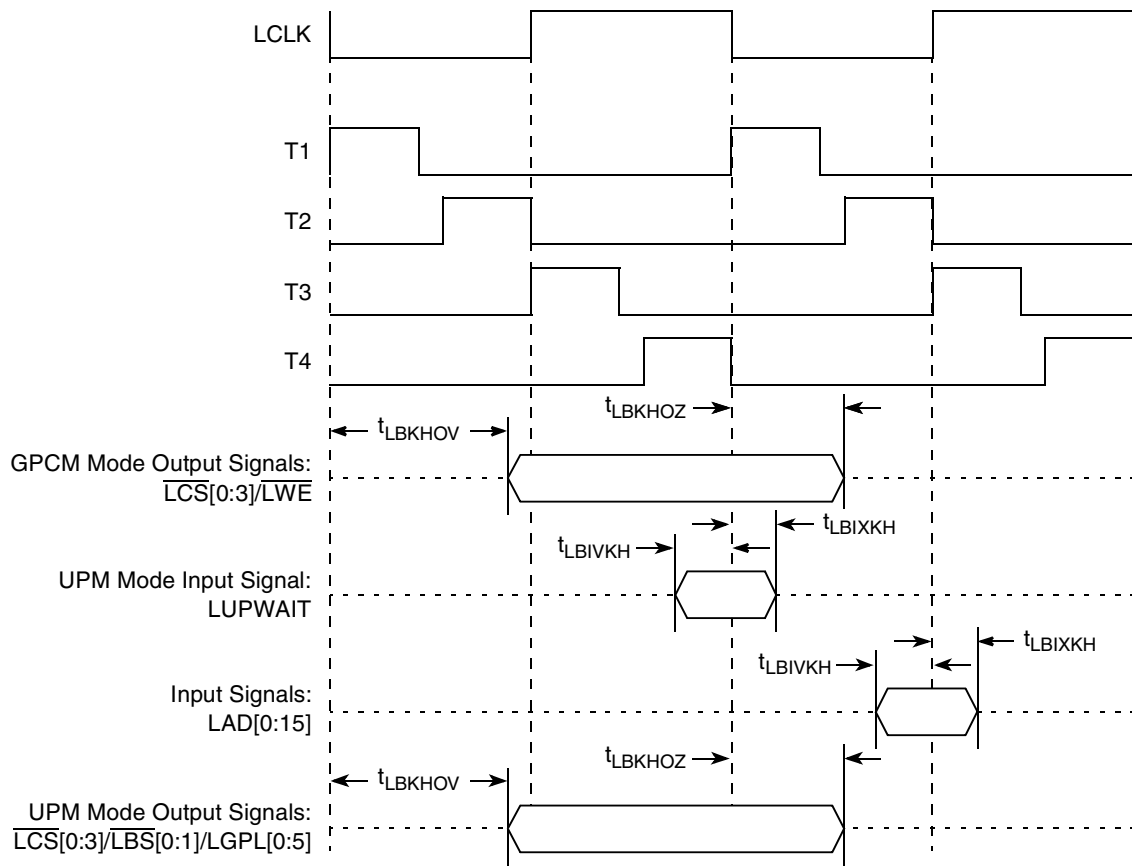 LCLK
T1
T2
T3
T4
tLBKHOZ
tLBKHOV
GPCM Mode Output Signals:
LCS[0:3]/LWE
tLBIXKH
tLBIVKH
UPM Mode Input Signal:
LUPWAIT
tLBIXKH
tLBIVKH
Input Signals:
LAD[0:15]
tLBKHOZ
tLBKHOV
UPM Mode Output Signals:
LCS[0:3]/LBS[0:1]/LGPL[0:5]